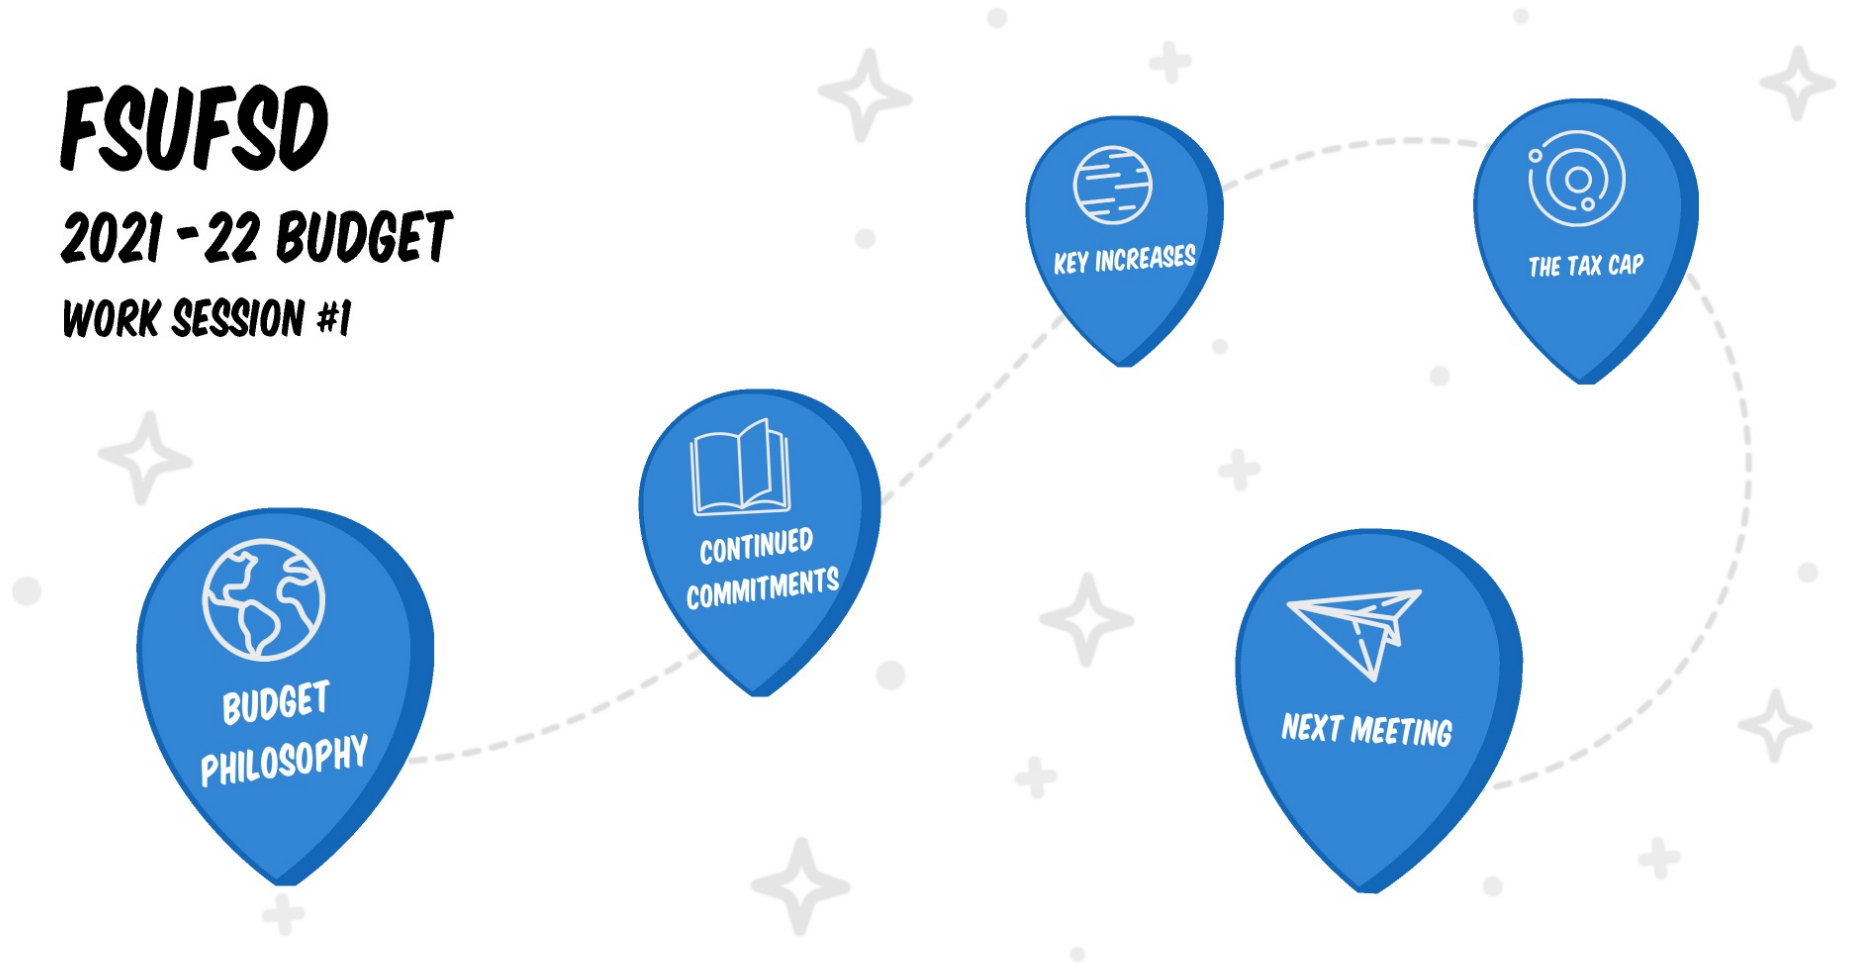 FSUFSD
2021 - 22 BUDGET
WORK SESSION #1
BUDGET
PHILOSOPHY
CONTINUED
COMMITMENTS
KEY INCREASES
THE TAX CAP
NEXT MEETING